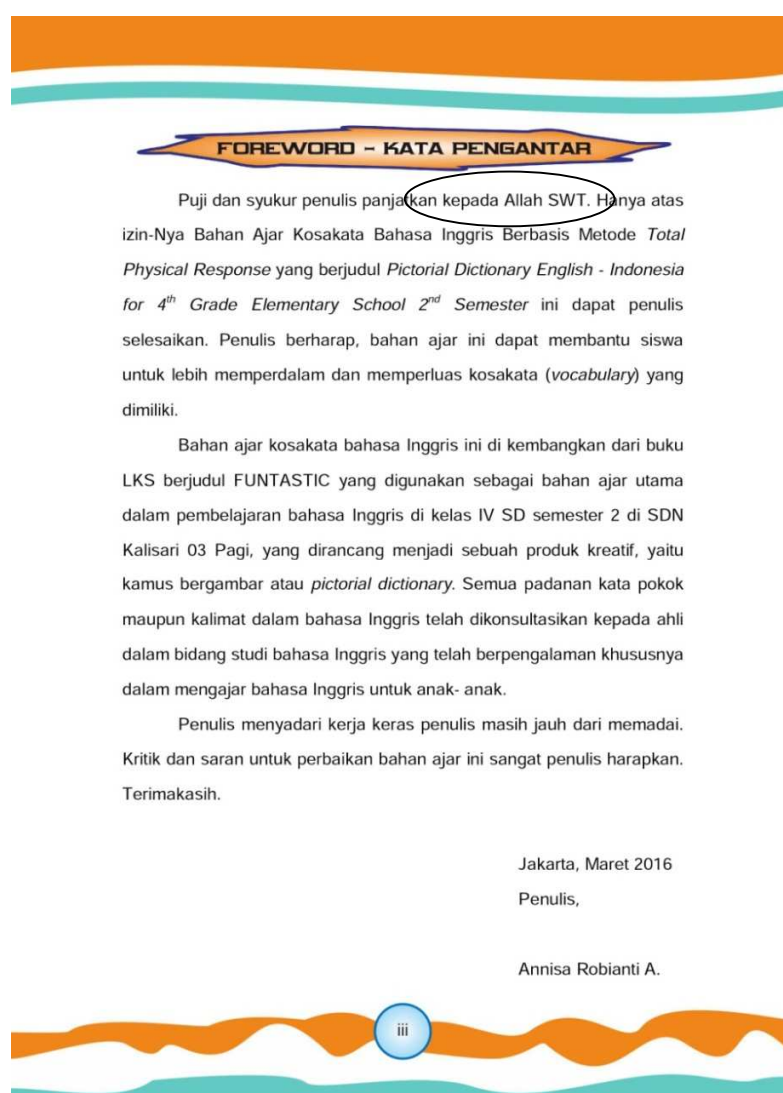 FOREWORD - KATA PENGANTAR
Puji dan syukur penulis panjatkan kepada Allah SWT. Hanya atas
izin-Nya Bahan Ajar Kosakata Bahasa Inggris Berbasis Metode Total
Physical Response yang berjudul Pictorial Dictionary English - Indonesia
for 4th Grade Elementary School 2nd Semester ini dapat penulis
selesaikan. Penulis berharap, bahan ajar ini dapat membantu siswa
untuk lebih memperdalam dan memperluas kosakata (vocabulary) yang
dimiliki.
Bahan ajar kosakata bahasa Inggris ini di kembangkan dari buku
LKS berjudul FUNTASTIC yang digunakan sebagai bahan ajar utama
dalam pembelajaran bahasa Inggris di kelas IV SD semester 2 di SDN
Kalisari 03 Pagi, yang dirancang menjadi sebuah produk kreatif, yaitu
kamus bergambar atau pictorial dictionary. Semua padanan kata pokok
maupun kalimat dalam bahasa Inggris telah dikonsultasikan kepada ahli
dalam bidang studi bahasa Inggris yang telah berpengalaman khususnya
dalam mengajar bahasa Inggris untuk anak- anak.
Penulis menyadari kerja keras penulis masih jauh dari memadai.
Kritik dan saran untuk perbaikan bahan ajar ini sangat penulis harapkan.
Terimakasih.
Jakarta, Maret 2016
Penulis,
Annisa Robianti A.
iii